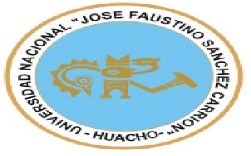 UNIVERSIDAD NACIONAL "JOSE FAUSTINO SANCHEZ CARRION"
- HUACHO -